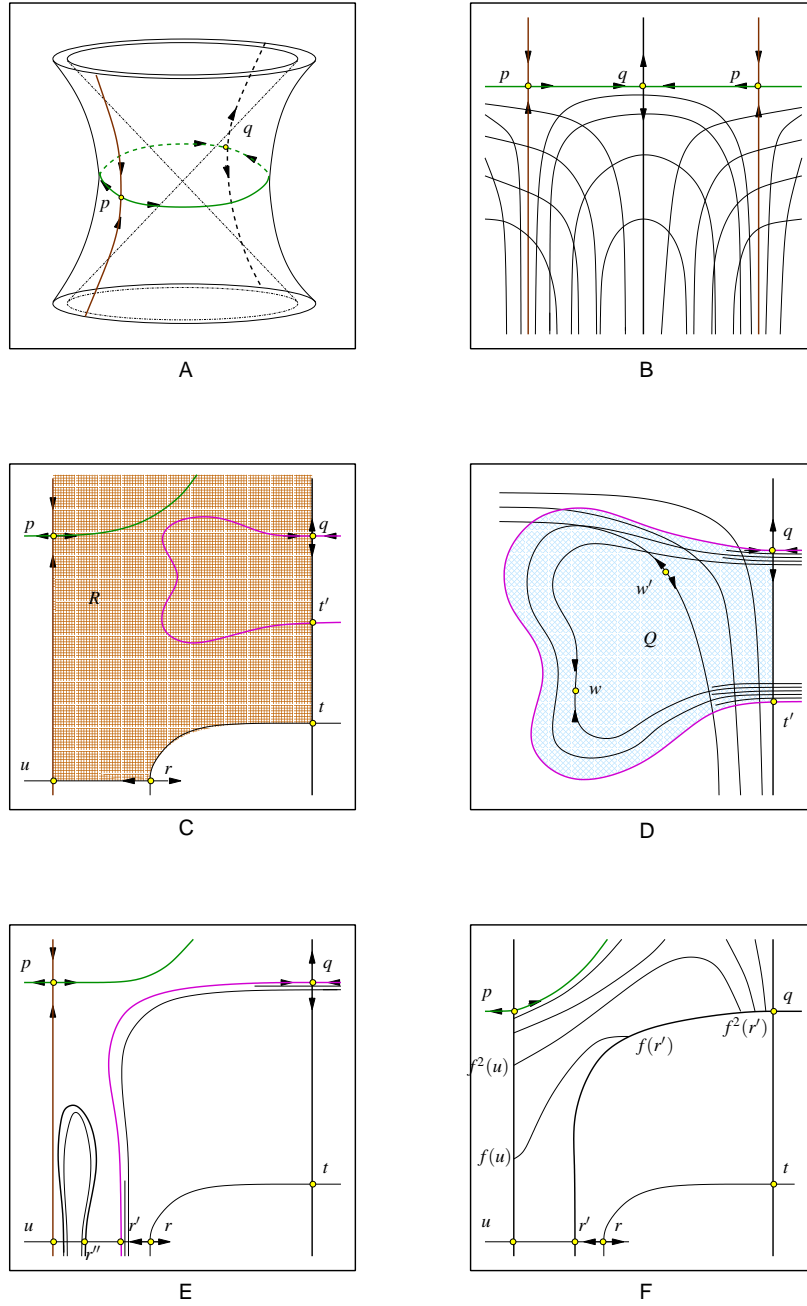 q
p
A
p q p
B
p q
R
t′
t
u r
C
q
w′
Q
w
t′
D
p q
t
u r″ r′ r
E
p q
f²(r′)
f(r′)
f²(u)
f(u)
t
u r′ r
F